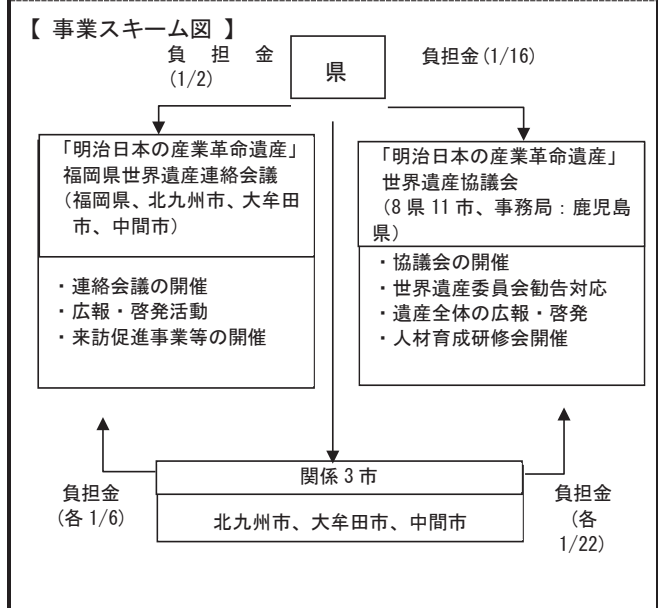 【 事業スキーム図 】
負 担 金
(1/2)
県
負担金(1/16)
「明治日本の産業革命遺産」
福岡県世界遺産連絡会議
(福岡県、北九州市、大牟田
市、中間市)
・連絡会議の開催
・広報・啓発活動
・来訪促進事業等の開催
「明治日本の産業革命遺産」
世界遺産協議会
(8 県 11 市、事務局：鹿児島
県)
・協議会の開催
・世界遺産委員会勧告対応
・遺産全体の広報・啓発
・人材育成研修会開催
負担金
(各 1/6)
関係 3 市
北九州市、大牟田市、中間市
負担金
(各
1/22)